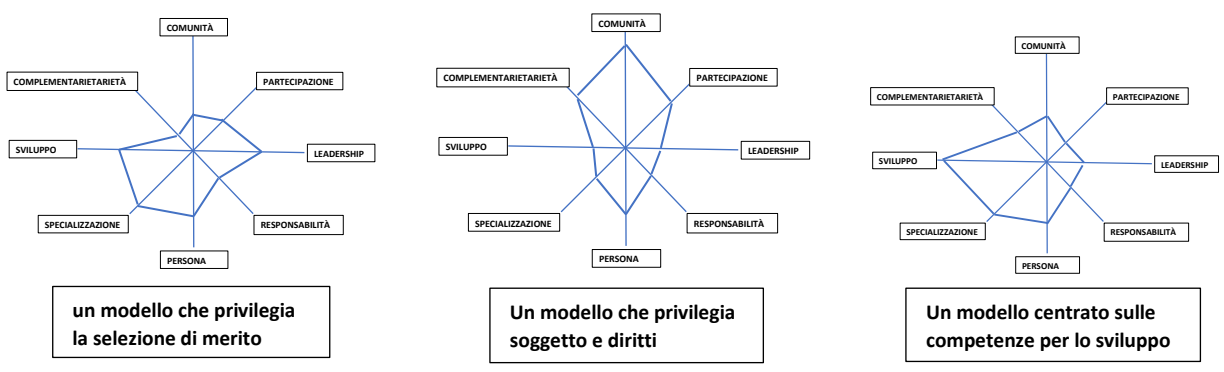 COMUNITÀ
COMPLEMENTARIETARIETÀ
PARTECIPAZIONE
SVILUPPO
LEADERSHIP
SPECIALIZZAZIONE
RESPONSABILITÀ
PERSONA
un modello che privilegia
la selezione di merito
COMUNITÀ
COMPLEMENTARIETARIETÀ
PARTECIPAZIONE
SVILUPPO
LEADERSHIP
SPECIALIZZAZIONE
RESPONSABILITÀ
PERSONA
Un modello che privilegia
soggetto e diritti
COMUNITÀ
COMPLEMENTARIETARIETÀ
PARTECIPAZIONE
SVILUPPO
LEADERSHIP
SPECIALIZZAZIONE
RESPONSABILITÀ
PERSONA
Un modello centrato sulle
competenze per lo sviluppo